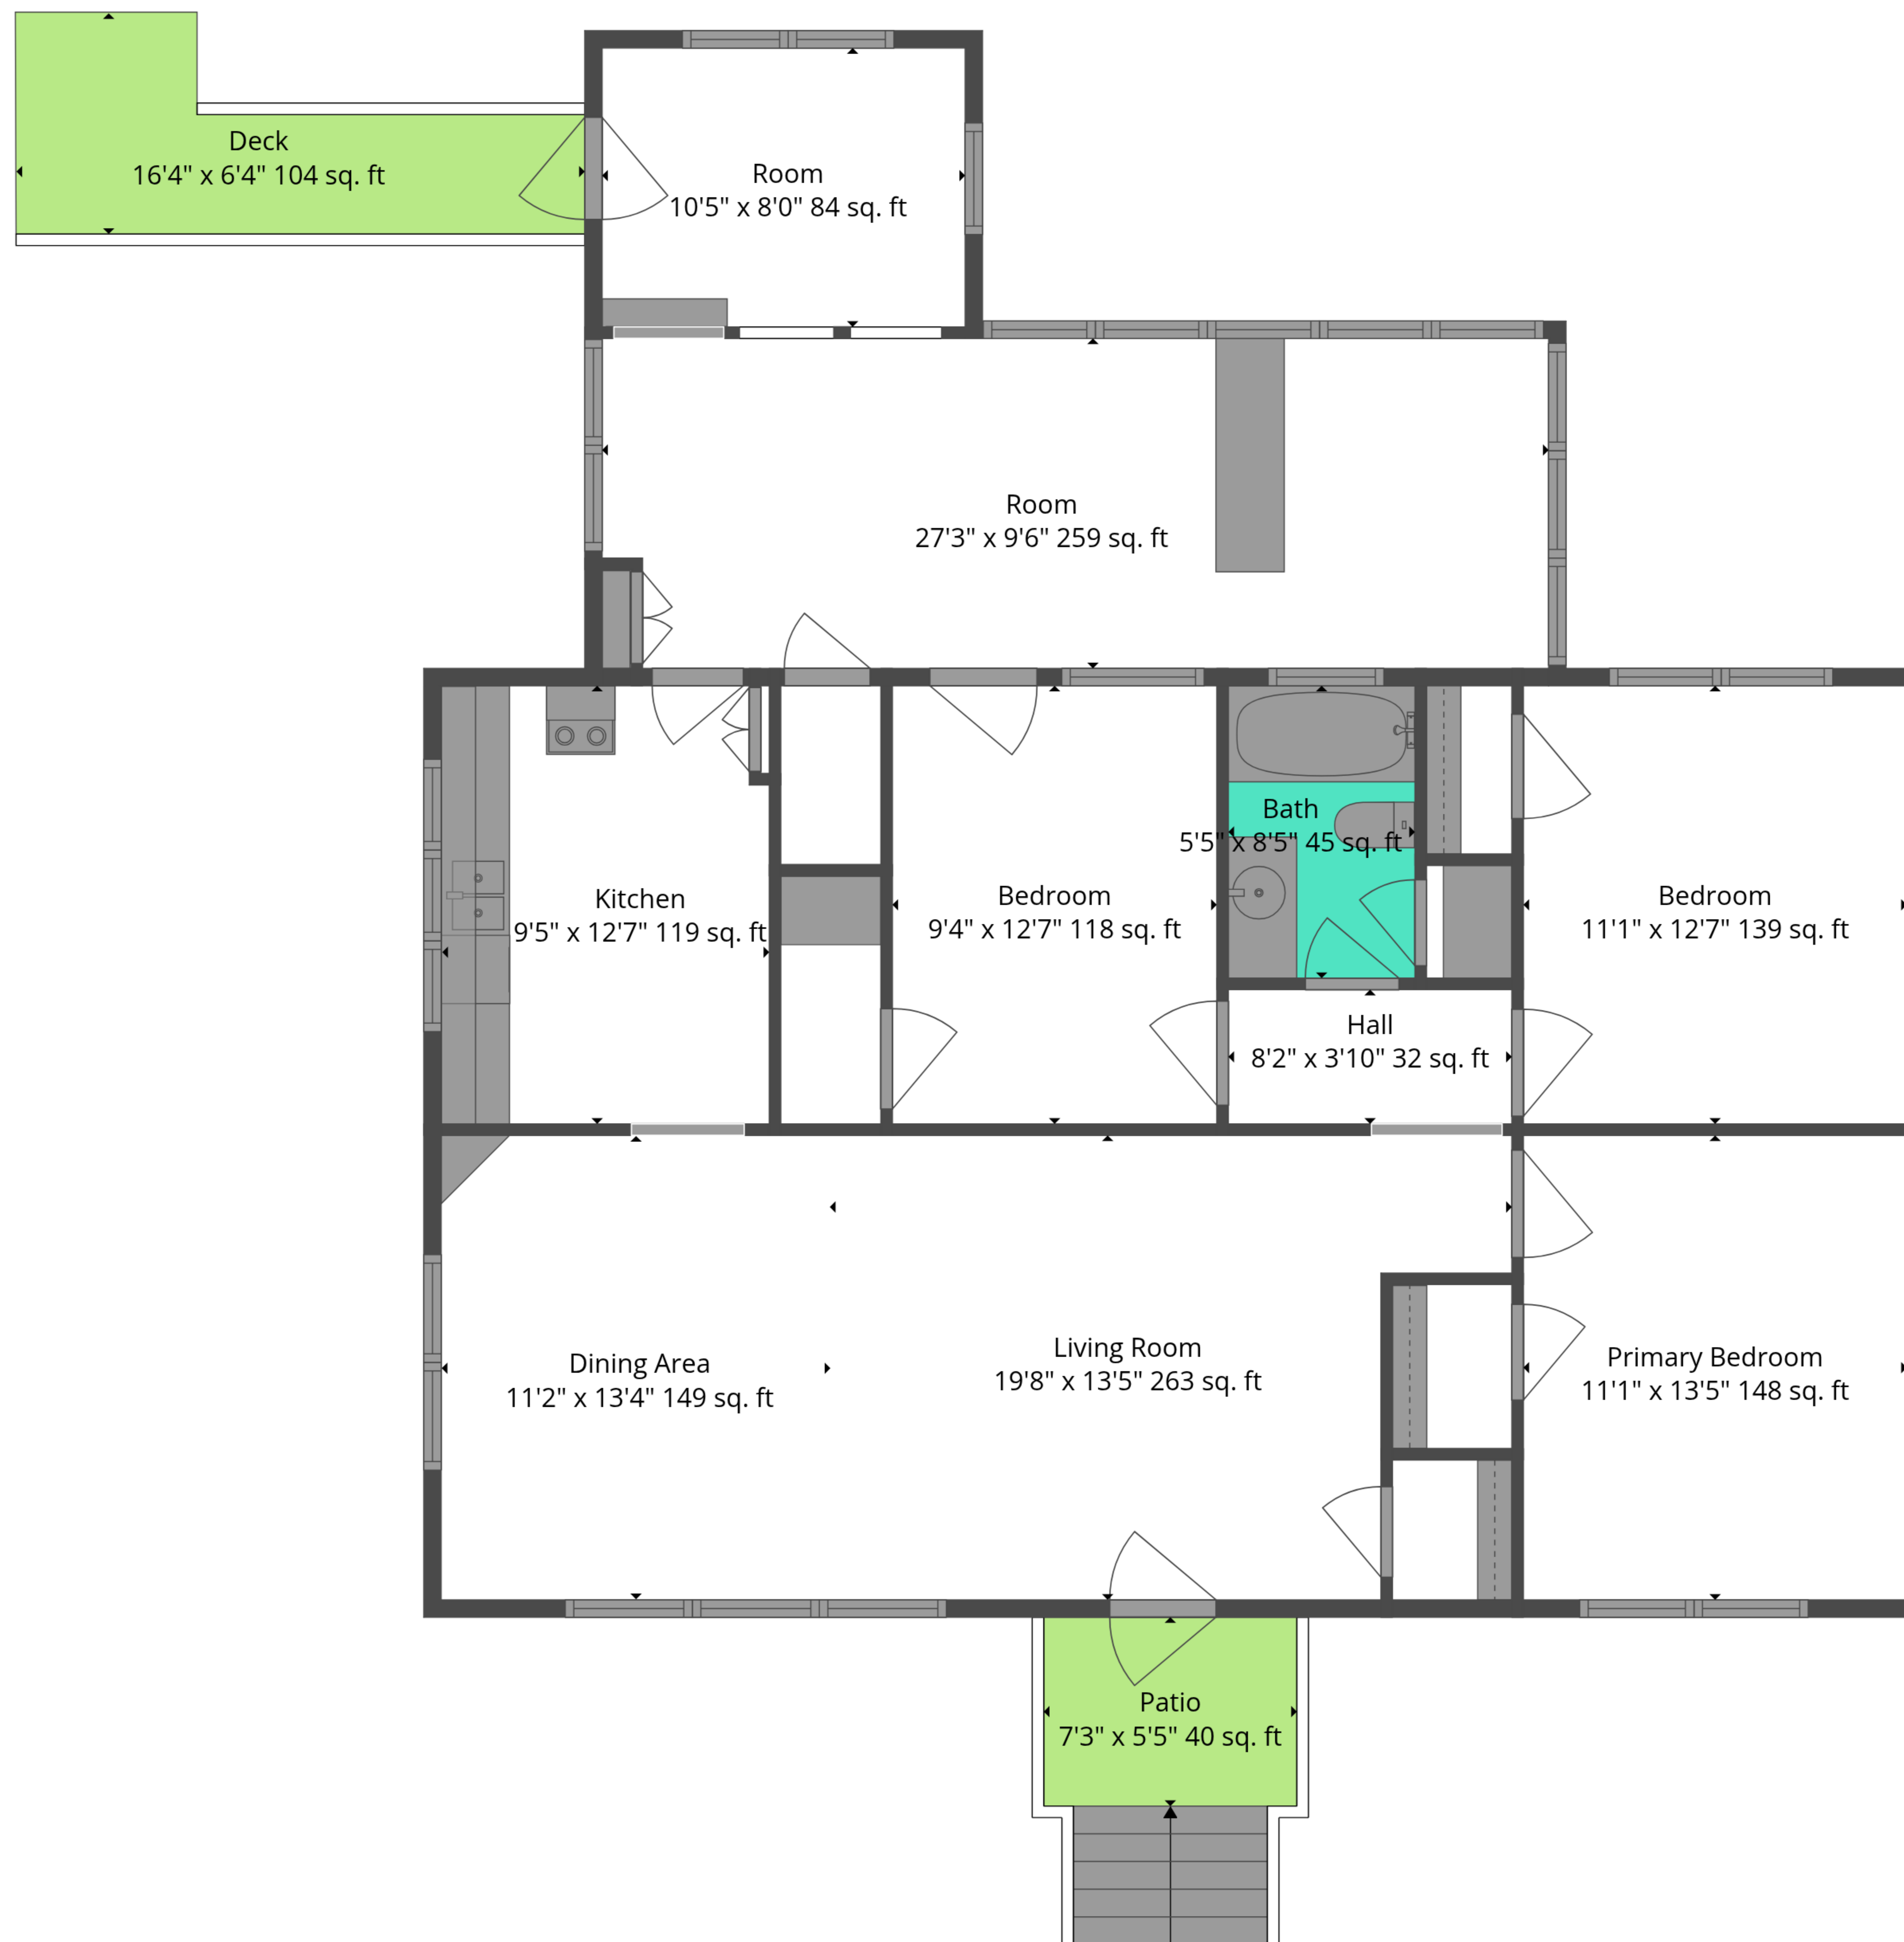 Deck
16'4" x 6'4" 104 sq. ft
Room
10'5" x 8'0" 84 sq. ft
Room
27'3" x 9'6" 259 sq. ft
Bath
5'5" x 8'5" 45 sq. ft
Kitchen
9'5" x 12'7" 119 sq. ft
Bedroom
9'4" x 12'7" 118 sq. ft
Bedroom
11'1" x 12'7" 139 sq. ft
Hall
8'2" x 3'10" 32 sq. ft
Dining Area
11'2" x 13'4" 149 sq. ft
Living Room
19'8" x 13'5" 263 sq. ft
Primary Bedroom
11'1" x 13'5" 148 sq. ft
Patio
7'3" x 5'5" 40 sq. ft